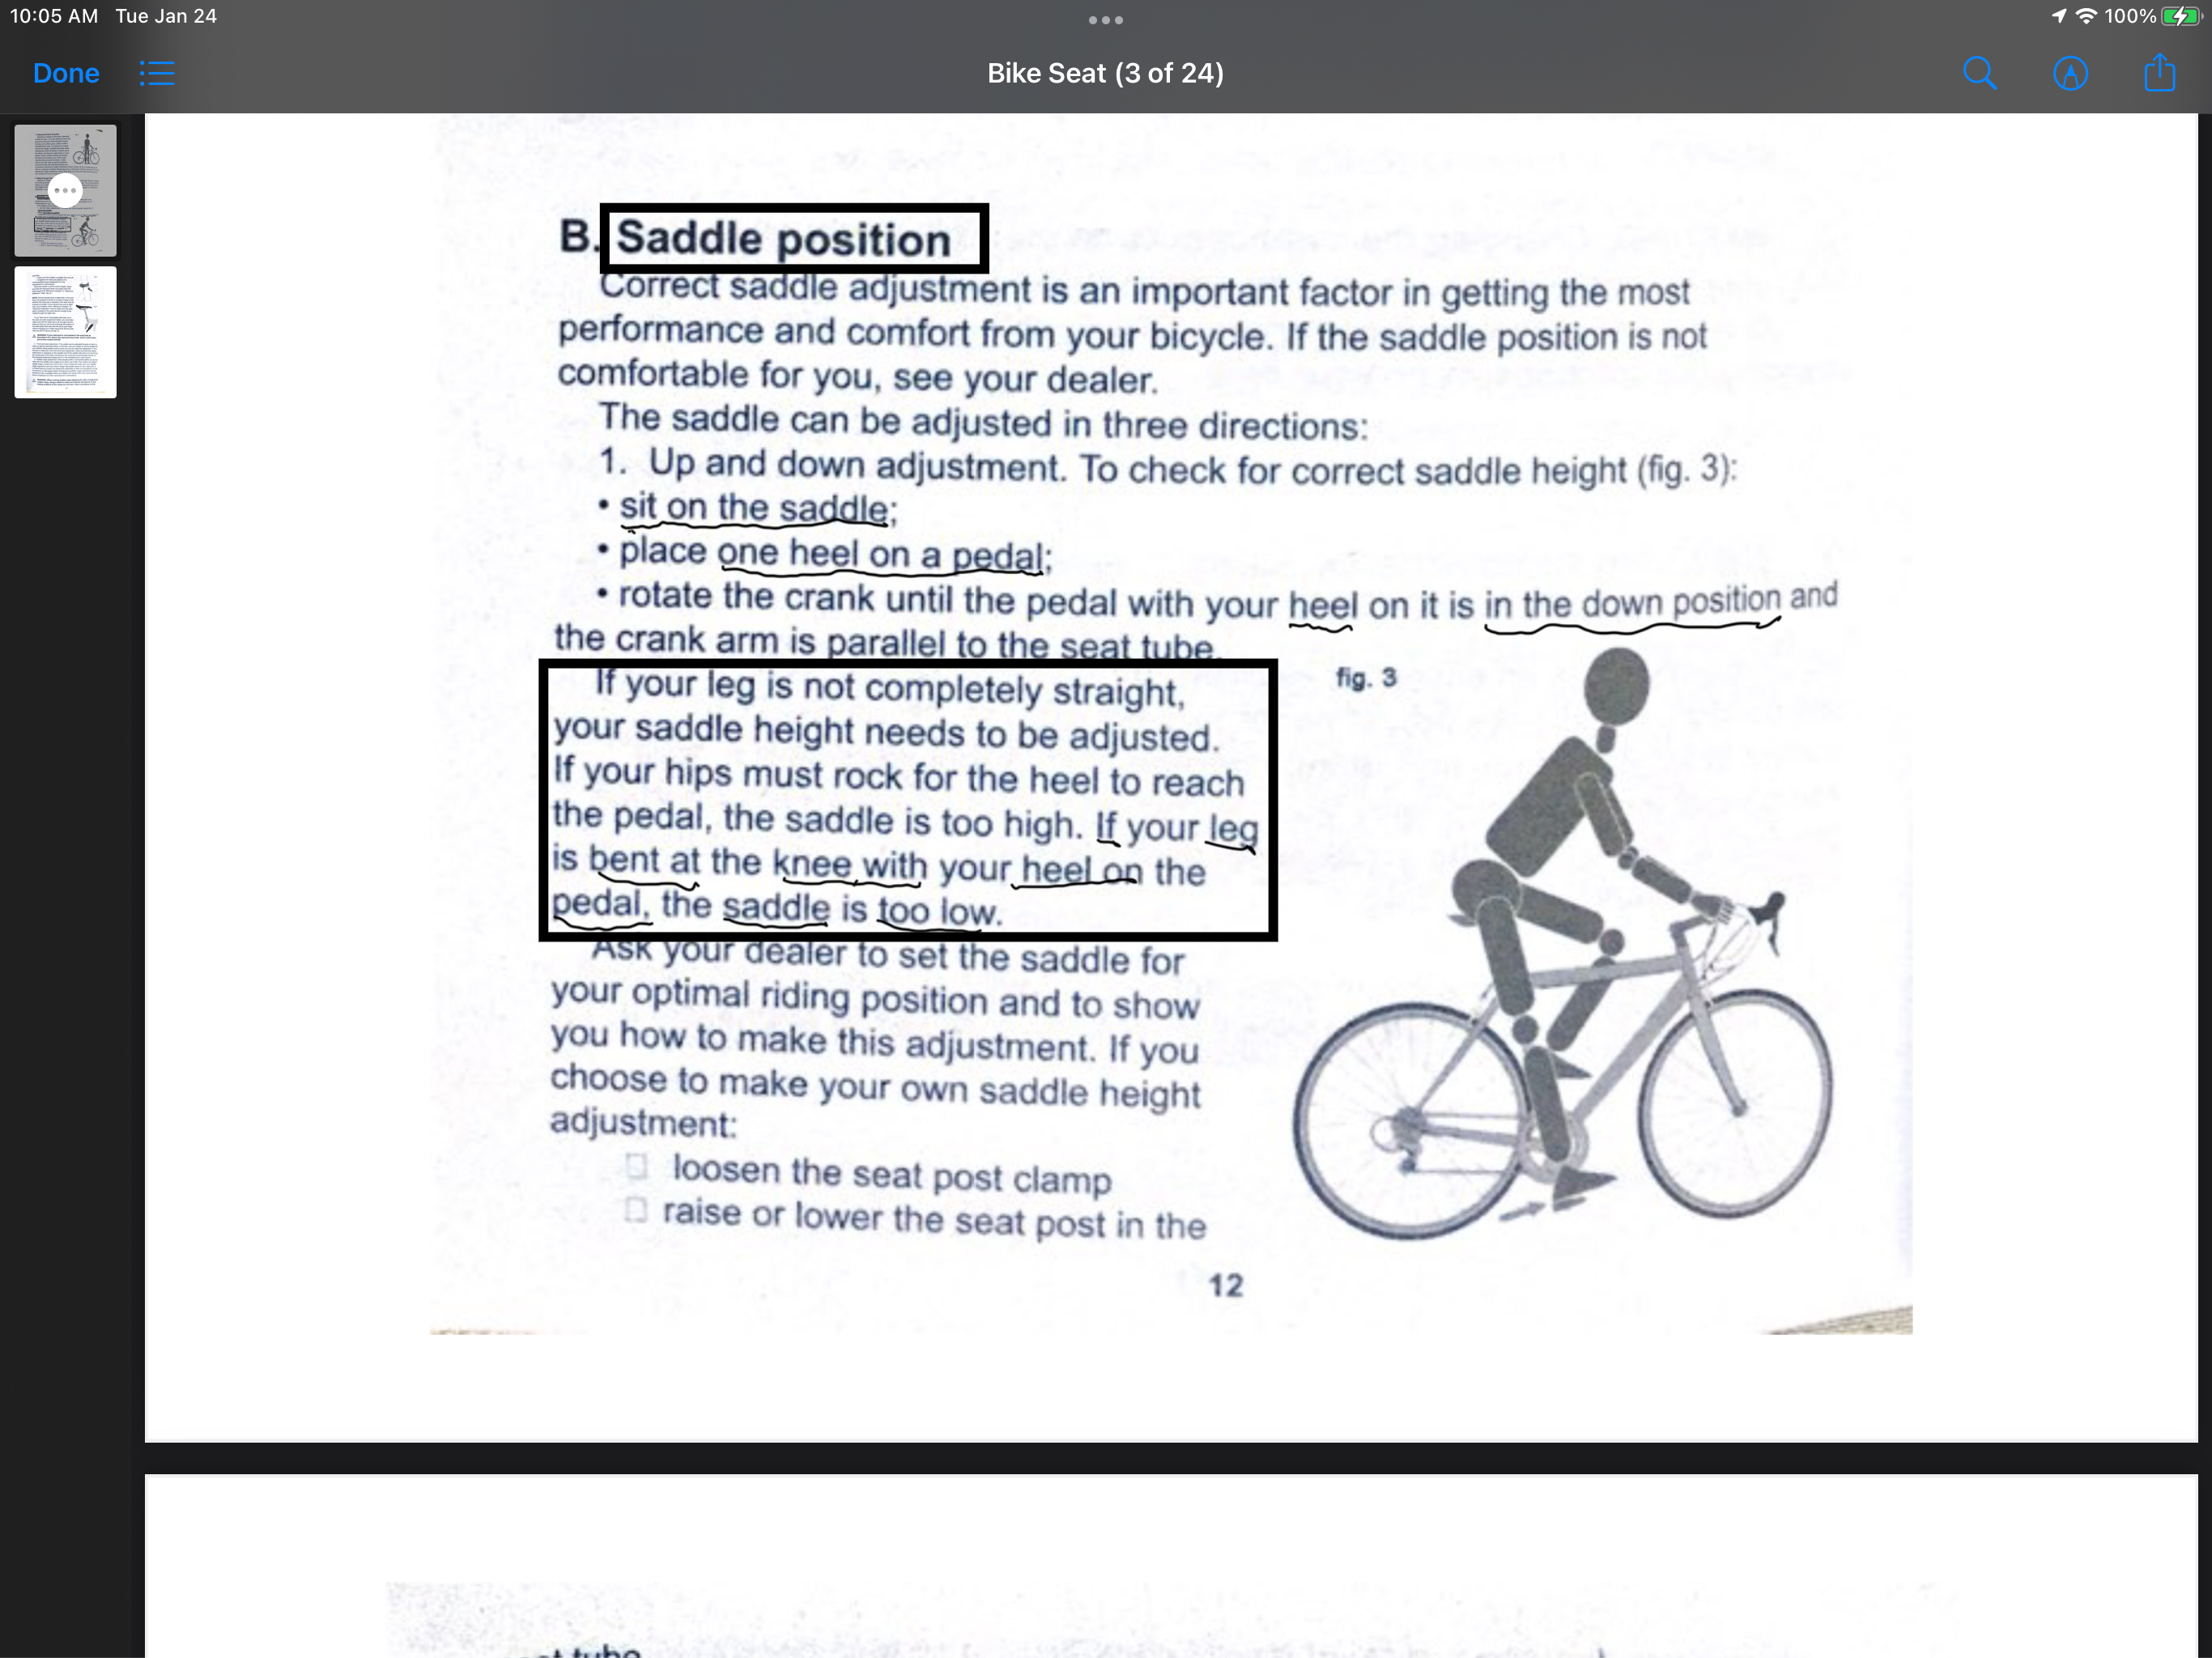 10:05 AM Tue Jan 24
100%
Done
Bike Seat (3 of 24)
B. Saddle position
Correct saddle adjustment is an important factor in getting the most
performance and comfort from your bicycle. If the saddle position is not
comfortable for you, see your dealer.
The saddle can be adjusted in three directions:
1. Up and down adjustment. To check for correct saddle height (fig. 3):
• sit on the saddle;
• place one heel on a pedal;
• rotate the crank until the pedal with your heel on it is in the down position and
the crank arm is parallel to the seat tube.
If your leg is not completely straight,
your saddle height needs to be adjusted.
If your hips must rock for the heel to reach
the pedal, the saddle is too high. If your leg
is bent at the knee with your heel on the
pedal, the saddle is too low.
fig. 3
Ask your dealer to set the saddle for
your optimal riding position and to show
you how to make this adjustment. If you
choose to make your own saddle height
adjustment:
loosen the seat post clamp
raise or lower the seat post in the
12
tube